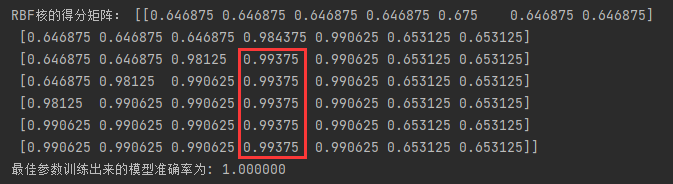 RBF核的得分矩阵: [[0.646875 0.646875 0.646875 0.646875 0.675 0.646875 0.646875]
[0.646875 0.646875 0.646875 0.984375 0.990625 0.653125 0.653125]
[0.646875 0.646875 0.98125 0.99375 0.990625 0.653125 0.653125]
[0.646875 0.98125 0.990625 0.99375 0.990625 0.653125 0.653125]
[0.98125 0.990625 0.990625 0.99375 0.990625 0.653125 0.653125]
[0.990625 0.990625 0.990625 0.99375 0.990625 0.653125 0.653125]
[0.990625 0.990625 0.990625 0.99375 0.990625 0.653125 0.653125]]
最佳参数训练出来的模型准确率为: 1.000000